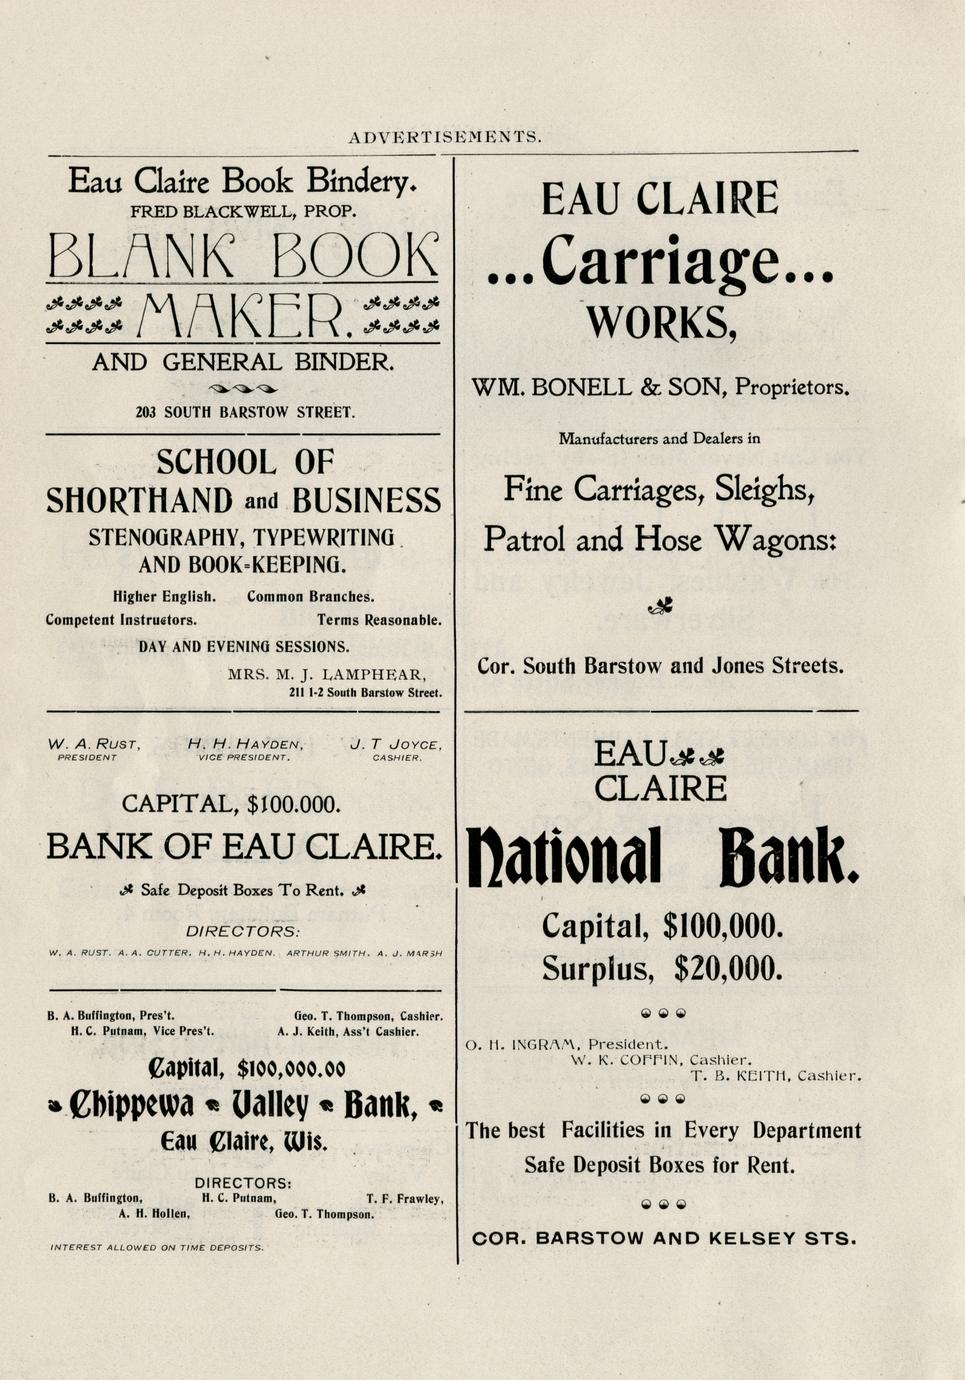 ADVERTISEMENTS.
Eau Claire Book Bindery.
FRED BLACKWELL, PROP.
BLANK BOOK
MAKER.
AND GENERAL BINDER.
203 SOUTH BARSTOW STREET.
SCHOOL OF
SHORTHAND and BUSINESS
STENOGRAPHY, TYPEWRITING
AND BOOK=KEEPING.
Higher English. Common Branches.
Competent Instructors. Terms Reasonable.
DAY AND EVENING SESSIONS.
MRS. M. J. LAMPHEAR,
211 1-2 South Barstow Street.
W. A. RUST, H. H. HAYDEN, J. T JOYCE,
PRESIDENT VICE PRESIDENT. CASHIER.
CAPITAL, $100.000.
BANK OF EAU CLAIRE.
Safe Deposit Boxes To Rent.
DIRECTORS:
W. A. RUST. A. A. CUTTER. H. H. HAYDEN. ARTHUR SMITH. A. J. MARSH
B. A. Buffington, Pres't. Geo. T. Thompson, Cashier.
H. C. Putnam, Vice Pres't. A. J. Keith, Ass't Cashier.
Capital, $100,000.00
Chippewa Valley Bank,
Eau Claire, Wis.
DIRECTORS:
B. A. Buffington, H. C. Putnam, T. F. Frawley,
A. H. Hollen, Geo. T. Thompson.
INTEREST ALLOWED ON TIME DEPOSITS.
EAU CLAIRE
...Carriage...
WORKS,
WM. BONELL & SON, Proprietors.
Manufacturers and Dealers in
Fine Carriages, Sleighs,
Patrol and Hose Wagons:
Cor. South Barstow and Jones Streets.
EAU
CLAIRE
National Bank.
Capital, $100,000.
Surplus, $20,000.
O. H. INGRAM, President.
W. K. COFFIN, Cashier.
T. B. KEITH, Cashier.
The best Facilities in Every Department
Safe Deposit Boxes for Rent.
COR. BARSTOW AND KELSEY STS.